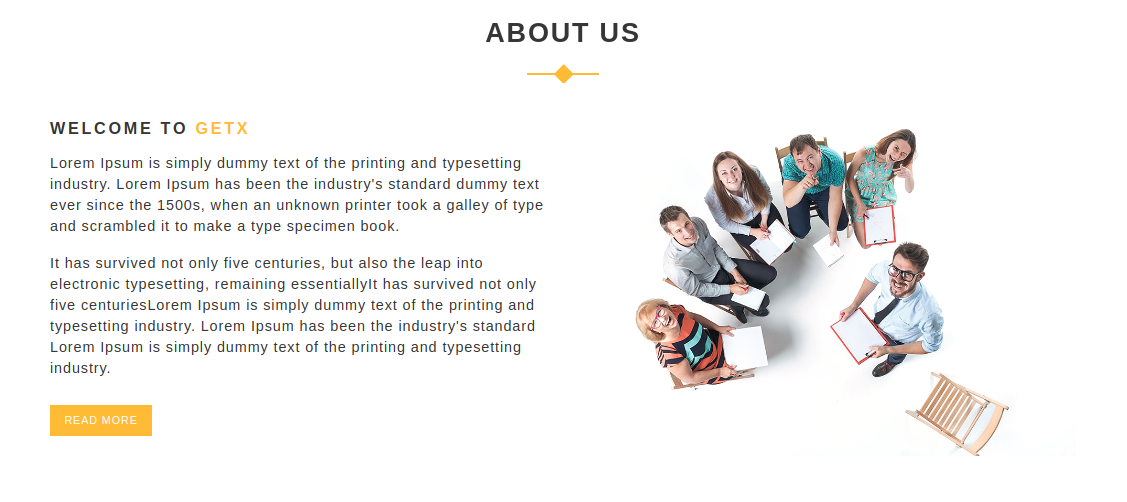 ABOUT US
WELCOME TO GETX
Lorem Ipsum is simply dummy text of the printing and typesetting
industry. Lorem Ipsum has been the industry's standard dummy text
ever since the 1500s, when an unknown printer took a galley of type
and scrambled it to make a type specimen book.
It has survived not only five centuries, but also the leap into
electronic typesetting, remaining essentiallyIt has survived not only
five centuriesLorem Ipsum is simply dummy text of the printing and
typesetting industry. Lorem Ipsum has been the industry's standard
Lorem Ipsum is simply dummy text of the printing and typesetting
industry.
READ MORE